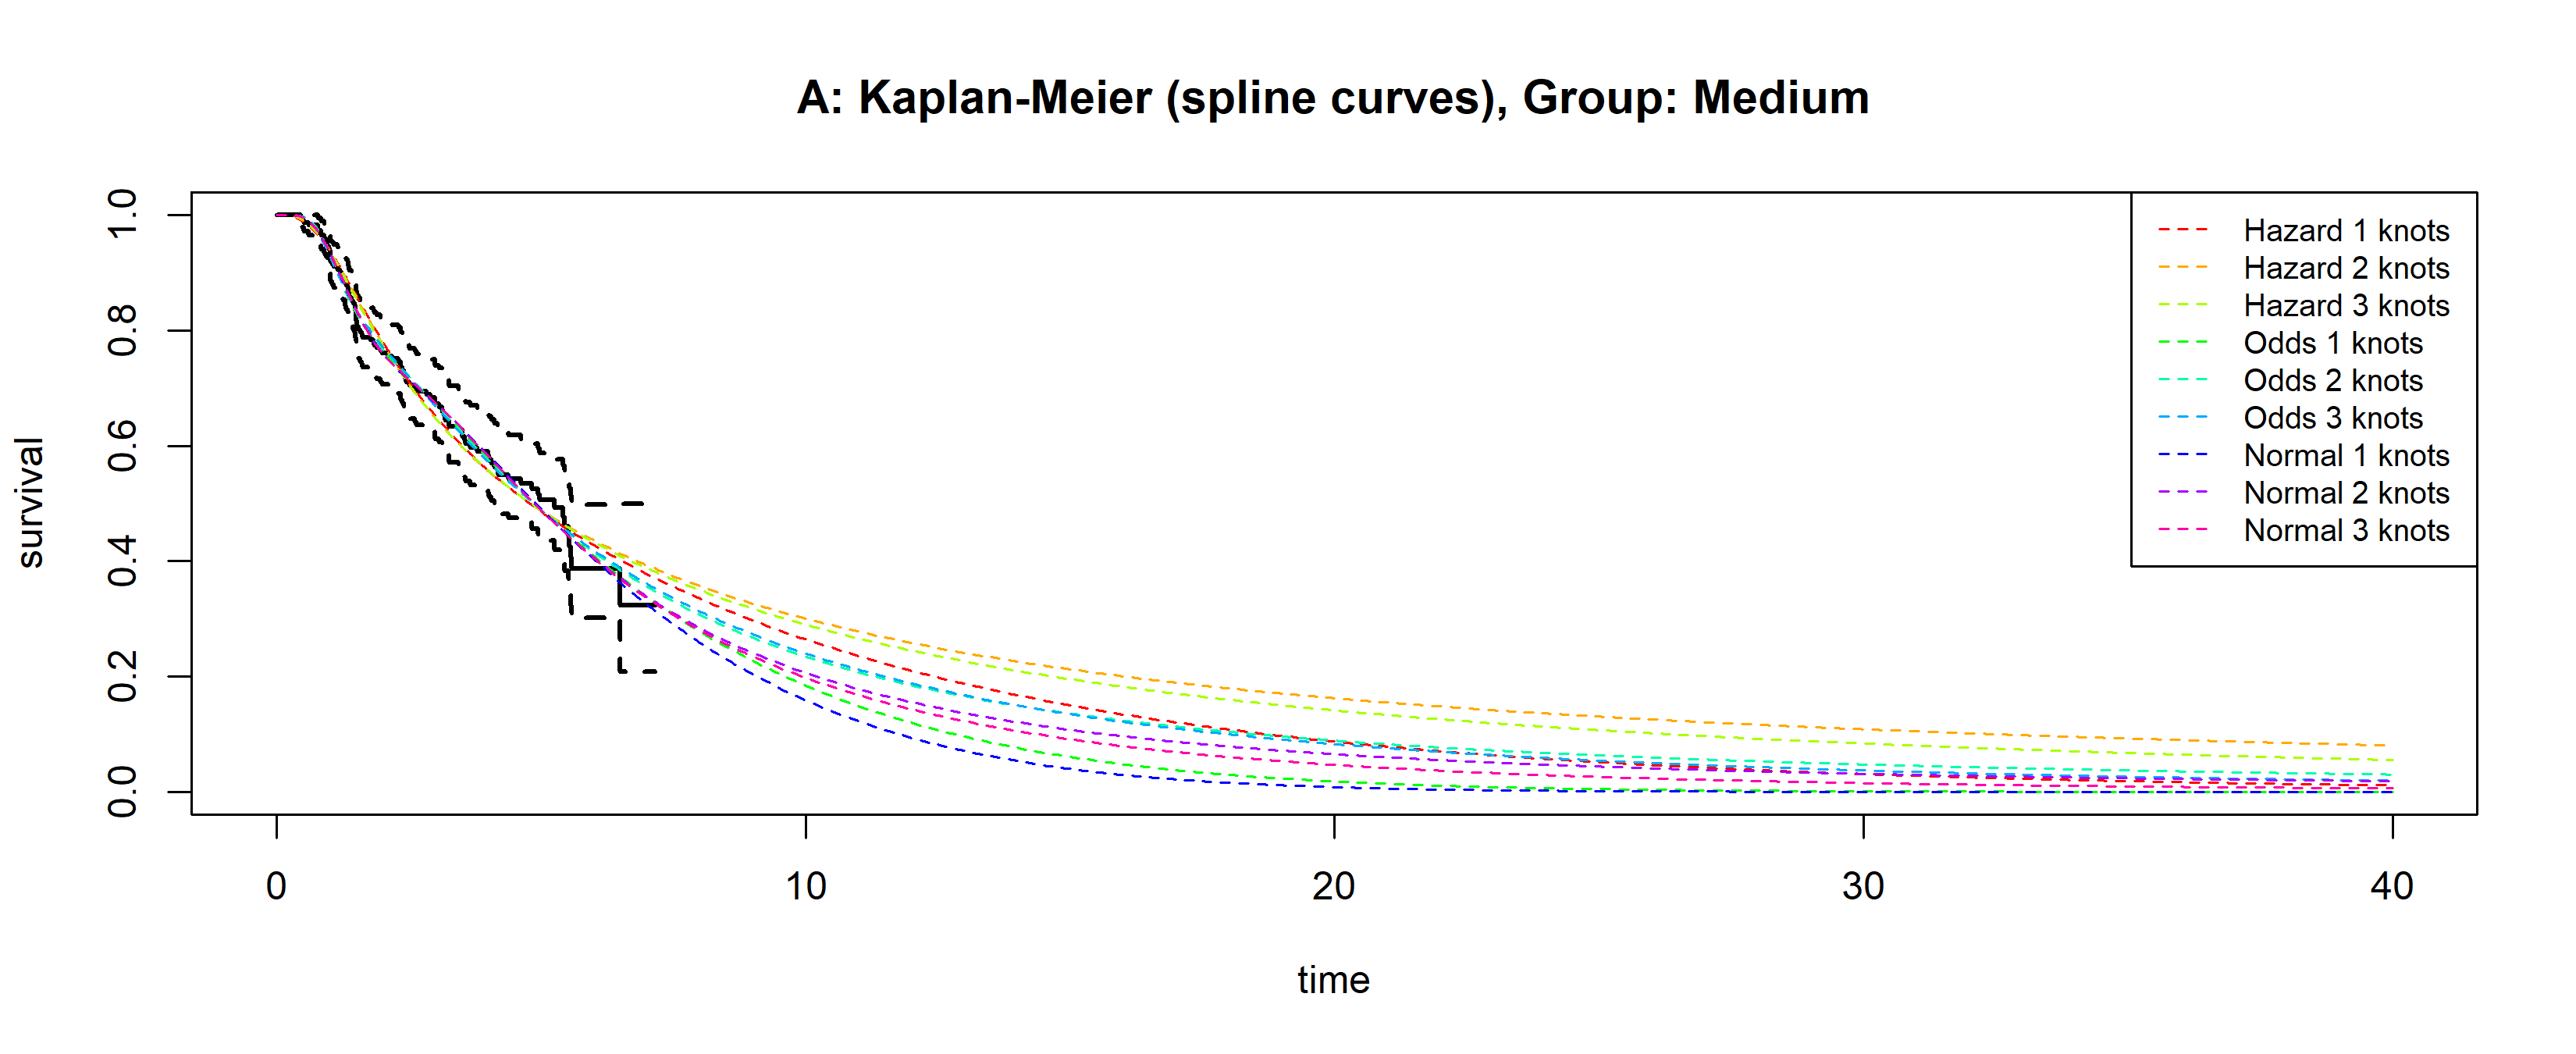 A: Kaplan-Meier (spline curves), Group: Medium
survival
1.0
0.8
0.6
0.4
0.2
0.0
Hazard 1 knots
Hazard 2 knots
Hazard 3 knots
Odds 1 knots
Odds 2 knots
Odds 3 knots
Normal 1 knots
Normal 2 knots
Normal 3 knots
0 10 20 30 40
time